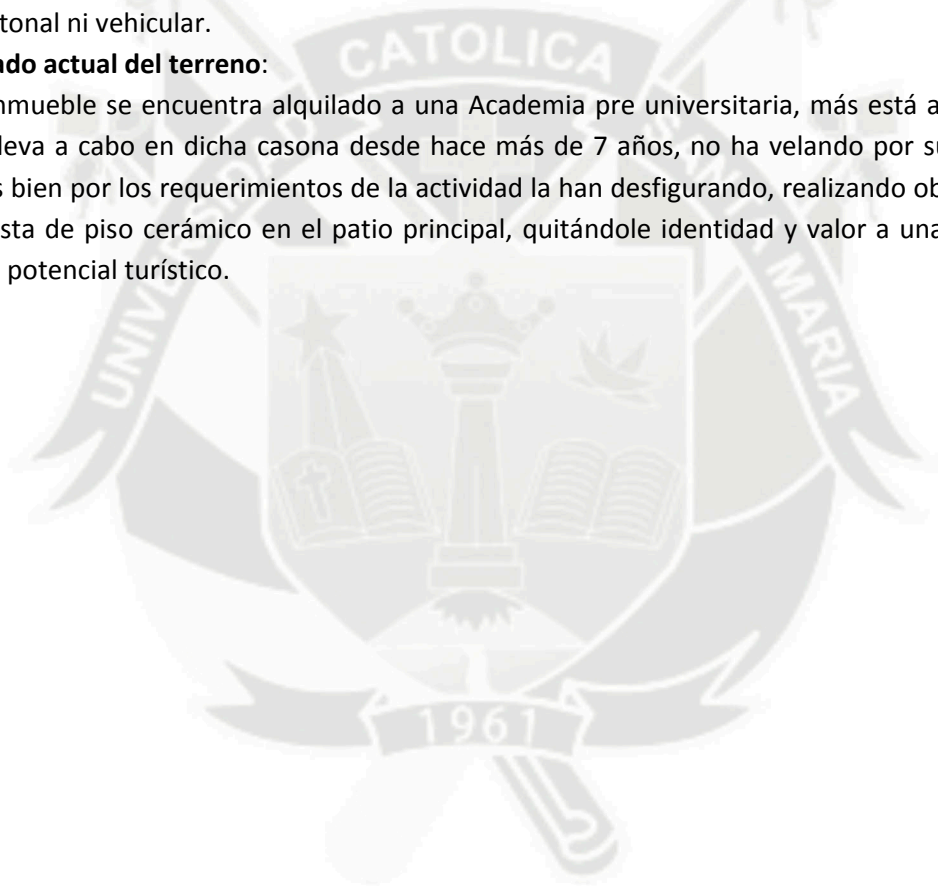 tonal ni vehicular.
ado actual del terreno:
nmueble se encuentra alquilado a una Academia pre universitaria, más está a
leva a cabo en dicha casona desde hace más de 7 años, no ha velando por su
s bien por los requerimientos de la actividad la han desfigurando, realizando ob
sta de piso cerámico en el patio principal, quitándole identidad y valor a una
potencial turístico.
UNIVERSIDAD CATOLICA SANTA MARIA
1961